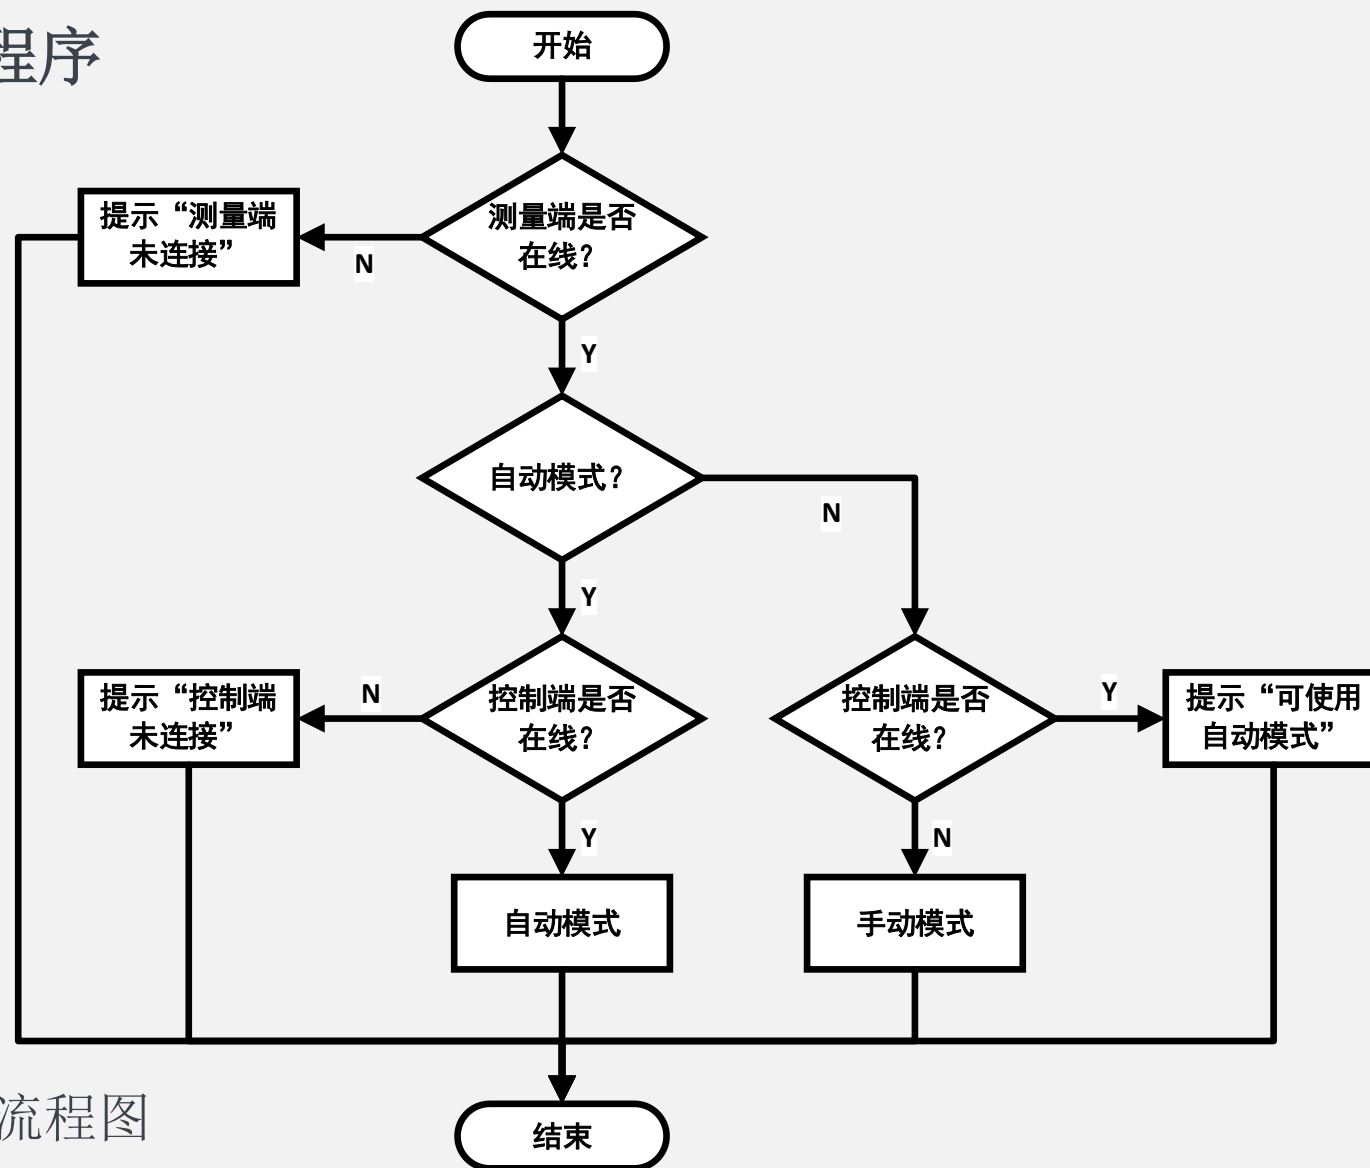 程序
开始
测量端是否
在线?
提示“测量端
未连接”
N
Y
自动模式?
N
Y
控制端是否
在线?
N
提示“控制端
未连接”
控制端是否
在线?
Y
提示“可使用
自动模式”
Y
N
自动模式
手动模式
结束
流程图